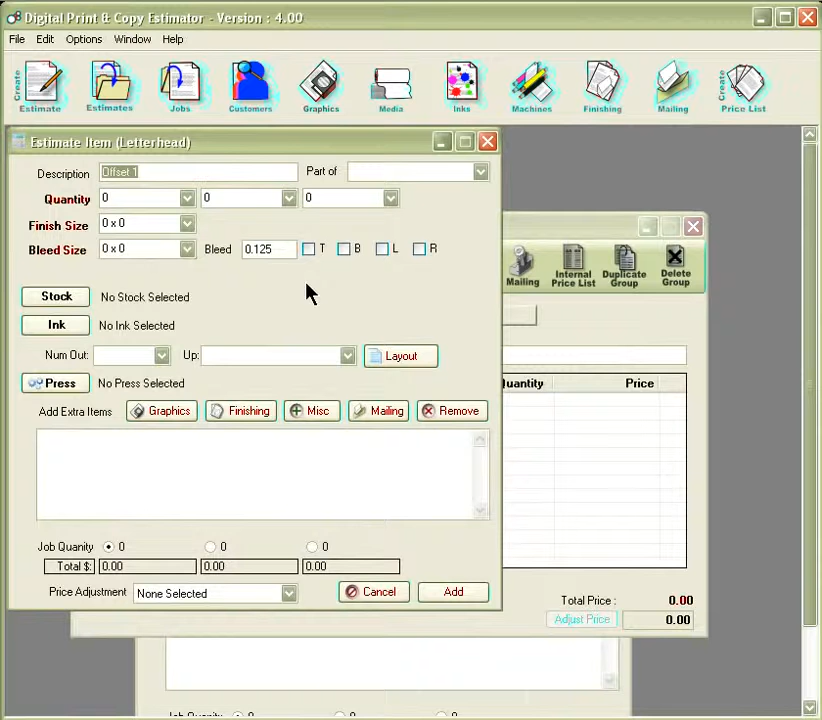 Digital Print & Copy Estimator - Version : 4.00
File Edit Options Window Help
Create Estimate Estimates Jobs Customers Graphics Media Inks Machines Finishing Mailing Create Price List
Estimate Item (Letterhead)
Description Offset 1 Part of
Quantity 0 0 0
Finish Size 0 x 0
Bleed Size 0 x 0 Bleed 0.125 T B L R
Mailing Internal Price List Duplicate Group Delete Group
Stock No Stock Selected
Ink No Ink Selected
Num Out: Up: Layout
Press No Press Selected
uantity Price
Add Extra Items Graphics Finishing Misc Mailing Remove
Job Quanity 0 0 0
Total $: 0.00 0.00 0.00
Price Adjustment None Selected Cancel Add
Total Price : 0.00
Adjust Price 0.00
Job Quanity